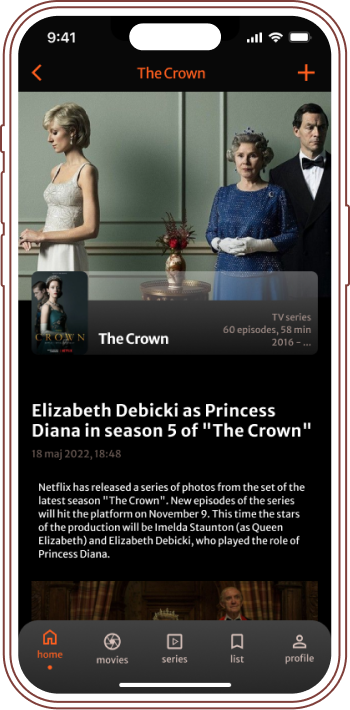 9:41
The Crown
CROWN
The Crown
TV series
60 episodes, 58 min
2016 - ...
Elizabeth Debicki as Princess
Diana in season 5 of "The Crown"
18 maj 2022, 18:48
Netflix has released a series of photos from the set of the
latest season "The Crown". New episodes of the series
will hit the platform on November 9. This time the stars
of the production will be Imelda Staunton (as Queen
Elizabeth) and Elizabeth Debicki, who played the role of
Princess Diana.
home
movies
series
list
profile